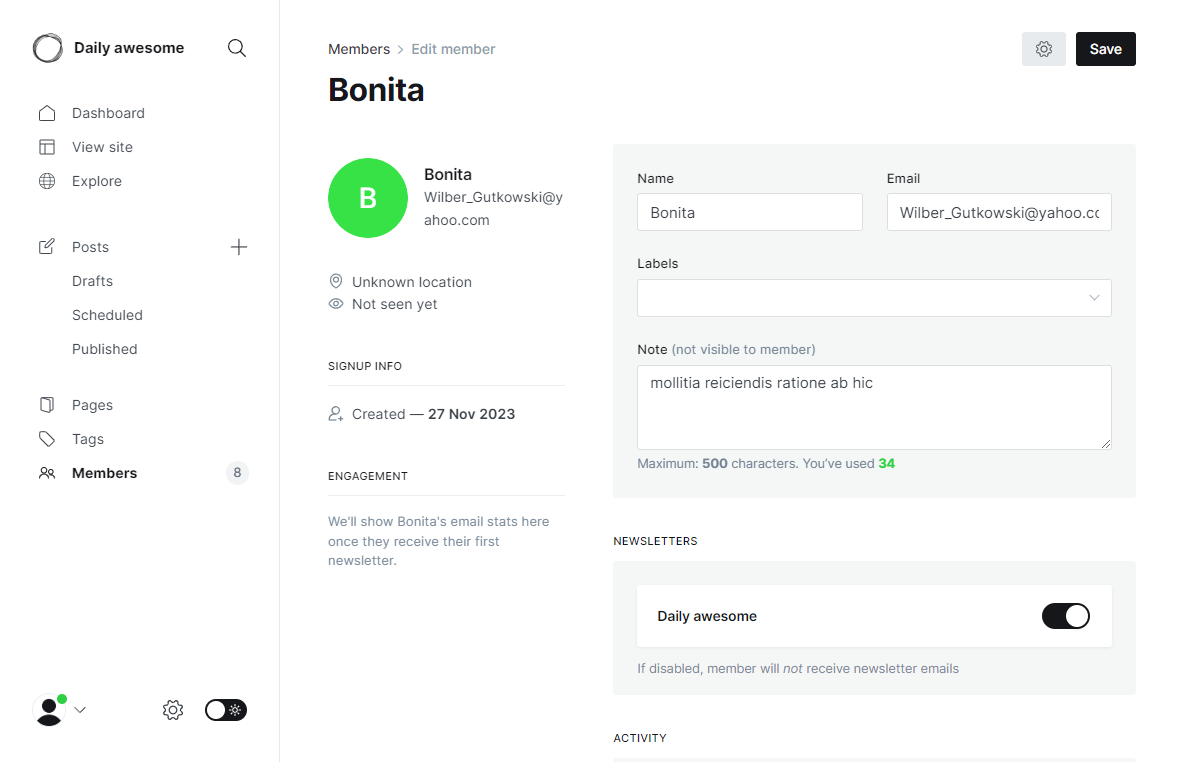 Daily awesome
Dashboard
View site
Explore
Posts
Drafts
Scheduled
Published
Pages
Tags
Members 8
Members > Edit member
Save
Bonita
B
Bonita
Wilber_Gutkowski@y
ahoo.com
Unknown location
Not seen yet
SIGNUP INFO
Created — 27 Nov 2023
ENGAGEMENT
We'll show Bonita's email stats here
once they receive their first
newsletter.
Name Email
Bonita Wilber_Gutkowski@yahoo.cc
Labels
Note (not visible to member)
mollitia reiciendis ratione ab hic
Maximum: 500 characters. You've used 34
NEWSLETTERS
Daily awesome
If disabled, member will not receive newsletter emails
ACTIVITY